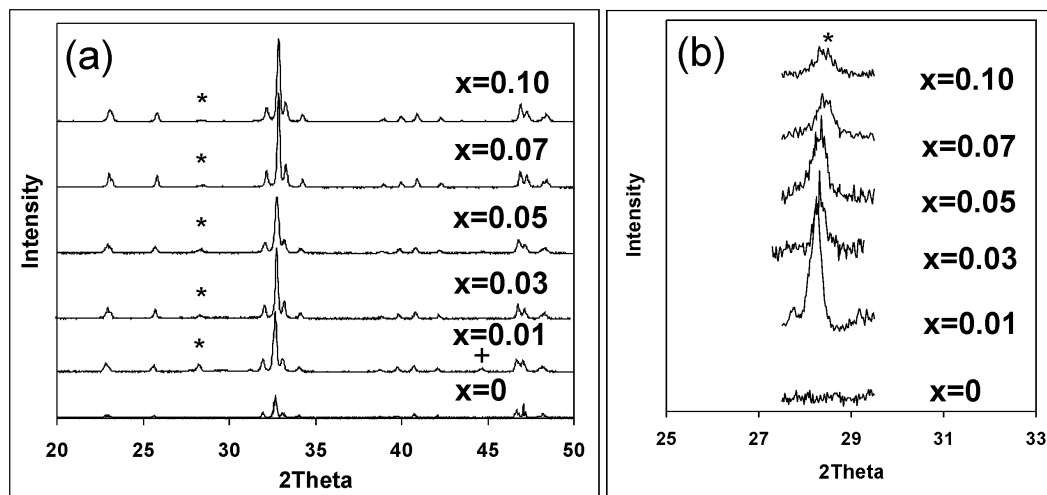 (a)
x=0.10
*
x=0.07
*
x=0.05
*
x=0.03
*
x=0.01
*
+
x=0
Intensity
20 25 30 35 40 45 50
2Theta
(b)
*
x=0.10
x=0.07
x=0.05
x=0.03
x=0.01
x=0
Intensity
25 27 29 31 33
2Theta